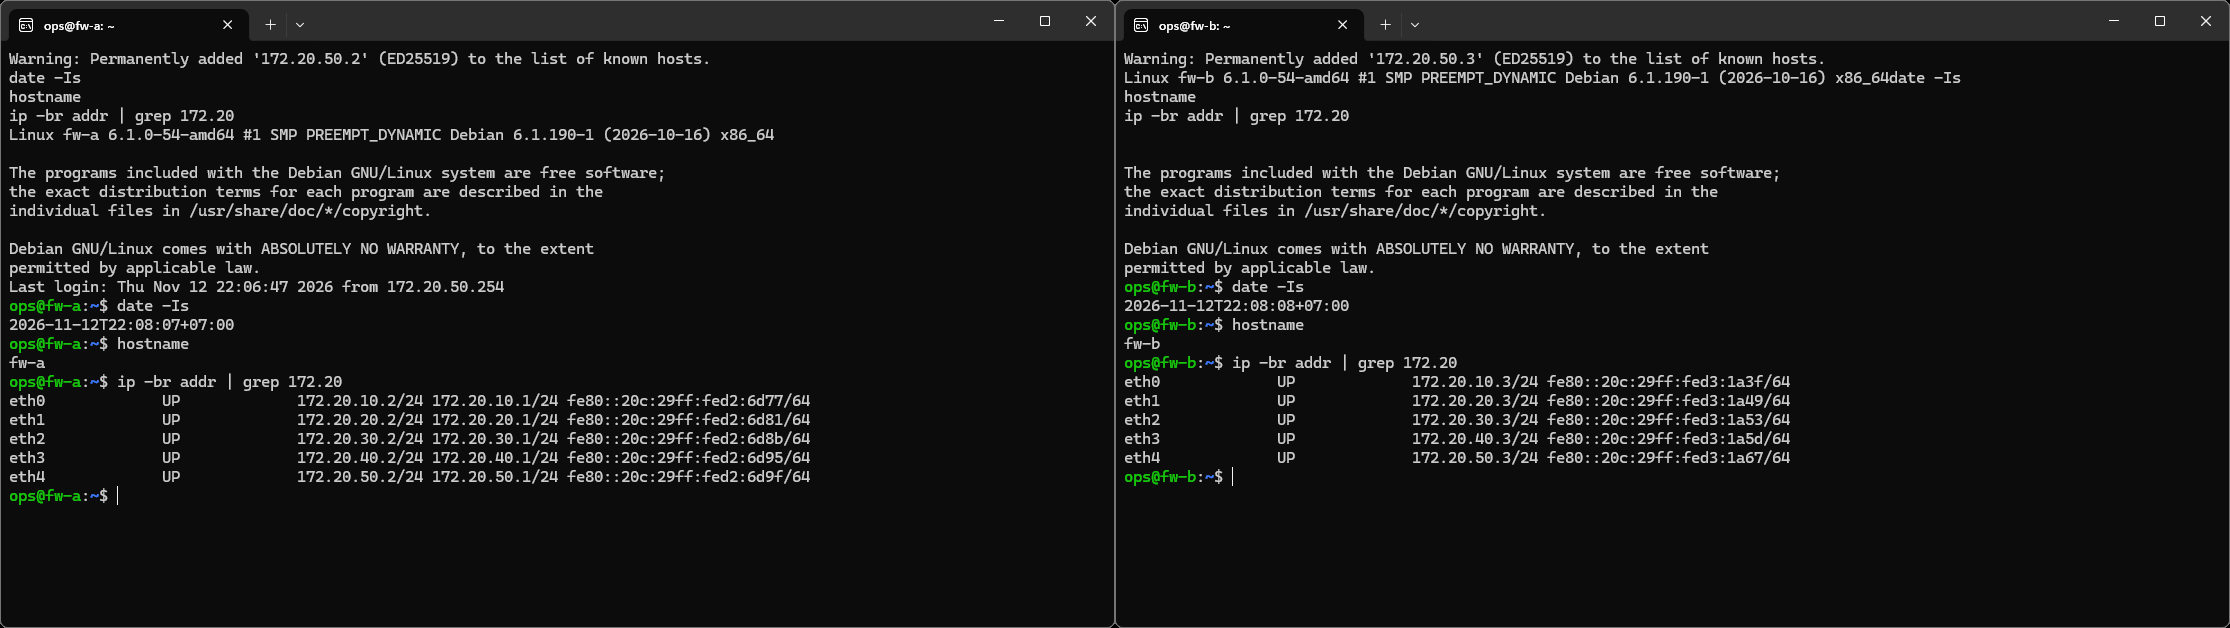 ops@fw-a: ~
Warning: Permanently added '172.20.50.2' (ED25519) to the list of known hosts.
date -Is
hostname
ip -br addr | grep 172.20
Linux fw-a 6.1.0-54-amd64 #1 SMP PREEMPT_DYNAMIC Debian 6.1.190-1 (2026-10-16) x86_64
The programs included with the Debian GNU/Linux system are free software;
the exact distribution terms for each program are described in the
individual files in /usr/share/doc/*/copyright.
Debian GNU/Linux comes with ABSOLUTELY NO WARRANTY, to the extent
permitted by applicable law.
Last login: Thu Nov 12 22:06:47 2026 from 172.20.50.254
ops@fw-a:~$ date -Is
2026-11-12T22:08:07+07:00
ops@fw-a:~$ hostname
fw-a
ops@fw-a:~$ ip -br addr | grep 172.20
eth0 UP 172.20.10.2/24 172.20.10.1/24 fe80::20c:29ff:fed2:6d77/64
eth1 UP 172.20.20.2/24 172.20.20.1/24 fe80::20c:29ff:fed2:6d81/64
eth2 UP 172.20.30.2/24 172.20.30.1/24 fe80::20c:29ff:fed2:6d8b/64
eth3 UP 172.20.40.2/24 172.20.40.1/24 fe80::20c:29ff:fed2:6d95/64
eth4 UP 172.20.50.2/24 172.20.50.1/24 fe80::20c:29ff:fed2:6d9f/64
ops@fw-a:~$
ops@fw-b: ~
Warning: Permanently added '172.20.50.3' (ED25519) to the list of known hosts.
Linux fw-b 6.1.0-54-amd64 #1 SMP PREEMPT_DYNAMIC Debian 6.1.190-1 (2026-10-16) x86_64date -Is
hostname
ip -br addr | grep 172.20
The programs included with the Debian GNU/Linux system are free software;
the exact distribution terms for each program are described in the
individual files in /usr/share/doc/*/copyright.
Debian GNU/Linux comes with ABSOLUTELY NO WARRANTY, to the extent
permitted by applicable law.
ops@fw-b:~$ date -Is
2026-11-12T22:08:08+07:00
ops@fw-b:~$ hostname
fw-b
ops@fw-b:~$ ip -br addr | grep 172.20
eth0 UP 172.20.10.3/24 fe80::20c:29ff:fed3:1a3f/64
eth1 UP 172.20.20.3/24 fe80::20c:29ff:fed3:1a49/64
eth2 UP 172.20.30.3/24 fe80::20c:29ff:fed3:1a53/64
eth3 UP 172.20.40.3/24 fe80::20c:29ff:fed3:1a5d/64
eth4 UP 172.20.50.3/24 fe80::20c:29ff:fed3:1a67/64
ops@fw-b:~$